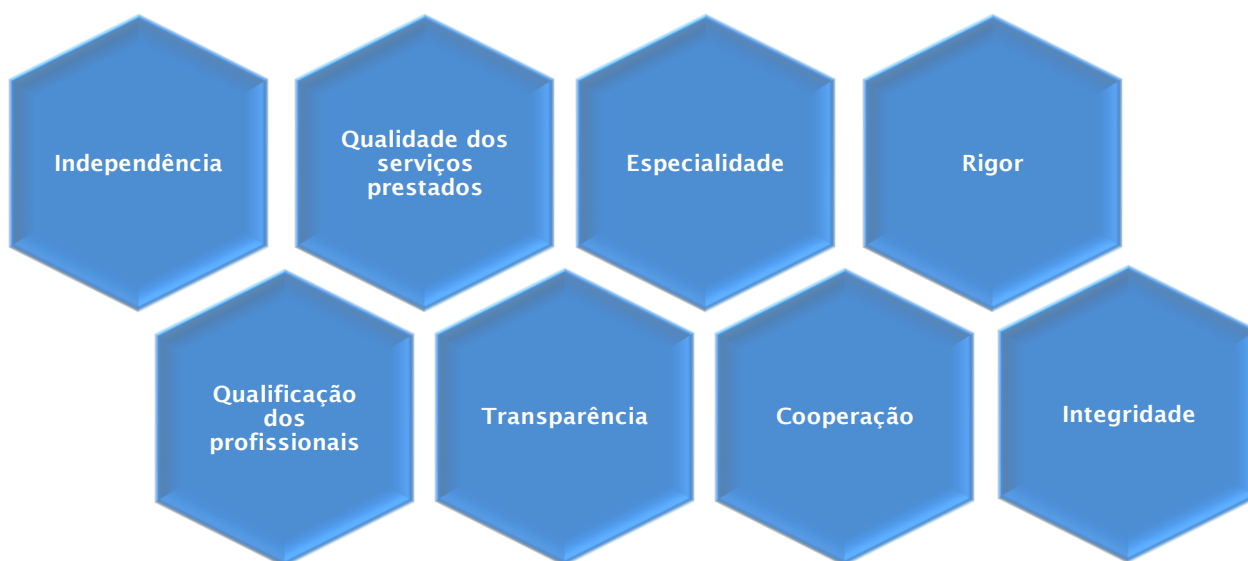 Independência
Qualidade dos
serviços
prestados
Especialidade
Rigor
Qualificação
dos
profissionais
Transparência
Cooperação
Integridade